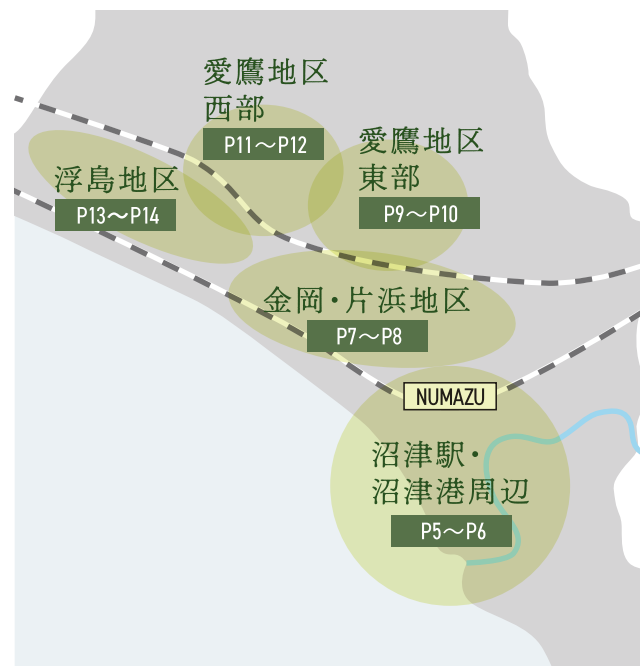 愛鷹地区
西部
P11〜P12
愛鷹地区
東部
P9〜P10
浮島地区
P13〜P14
金岡・片浜地区
P7〜P8
NUMAZU
沼津駅・
沼津港周辺
P5〜P6